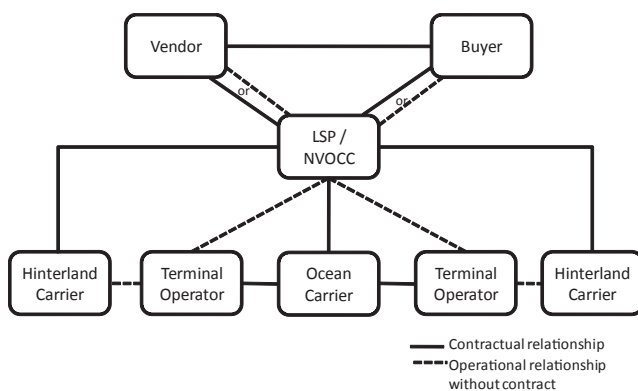 Vendor
Buyer
or
or
LSP /
NVOCC
Hinterland
Carrier
Terminal
Operator
Ocean
Carrier
Terminal
Operator
Hinterland
Carrier
Contractual relationship
Operational relationship
without contract